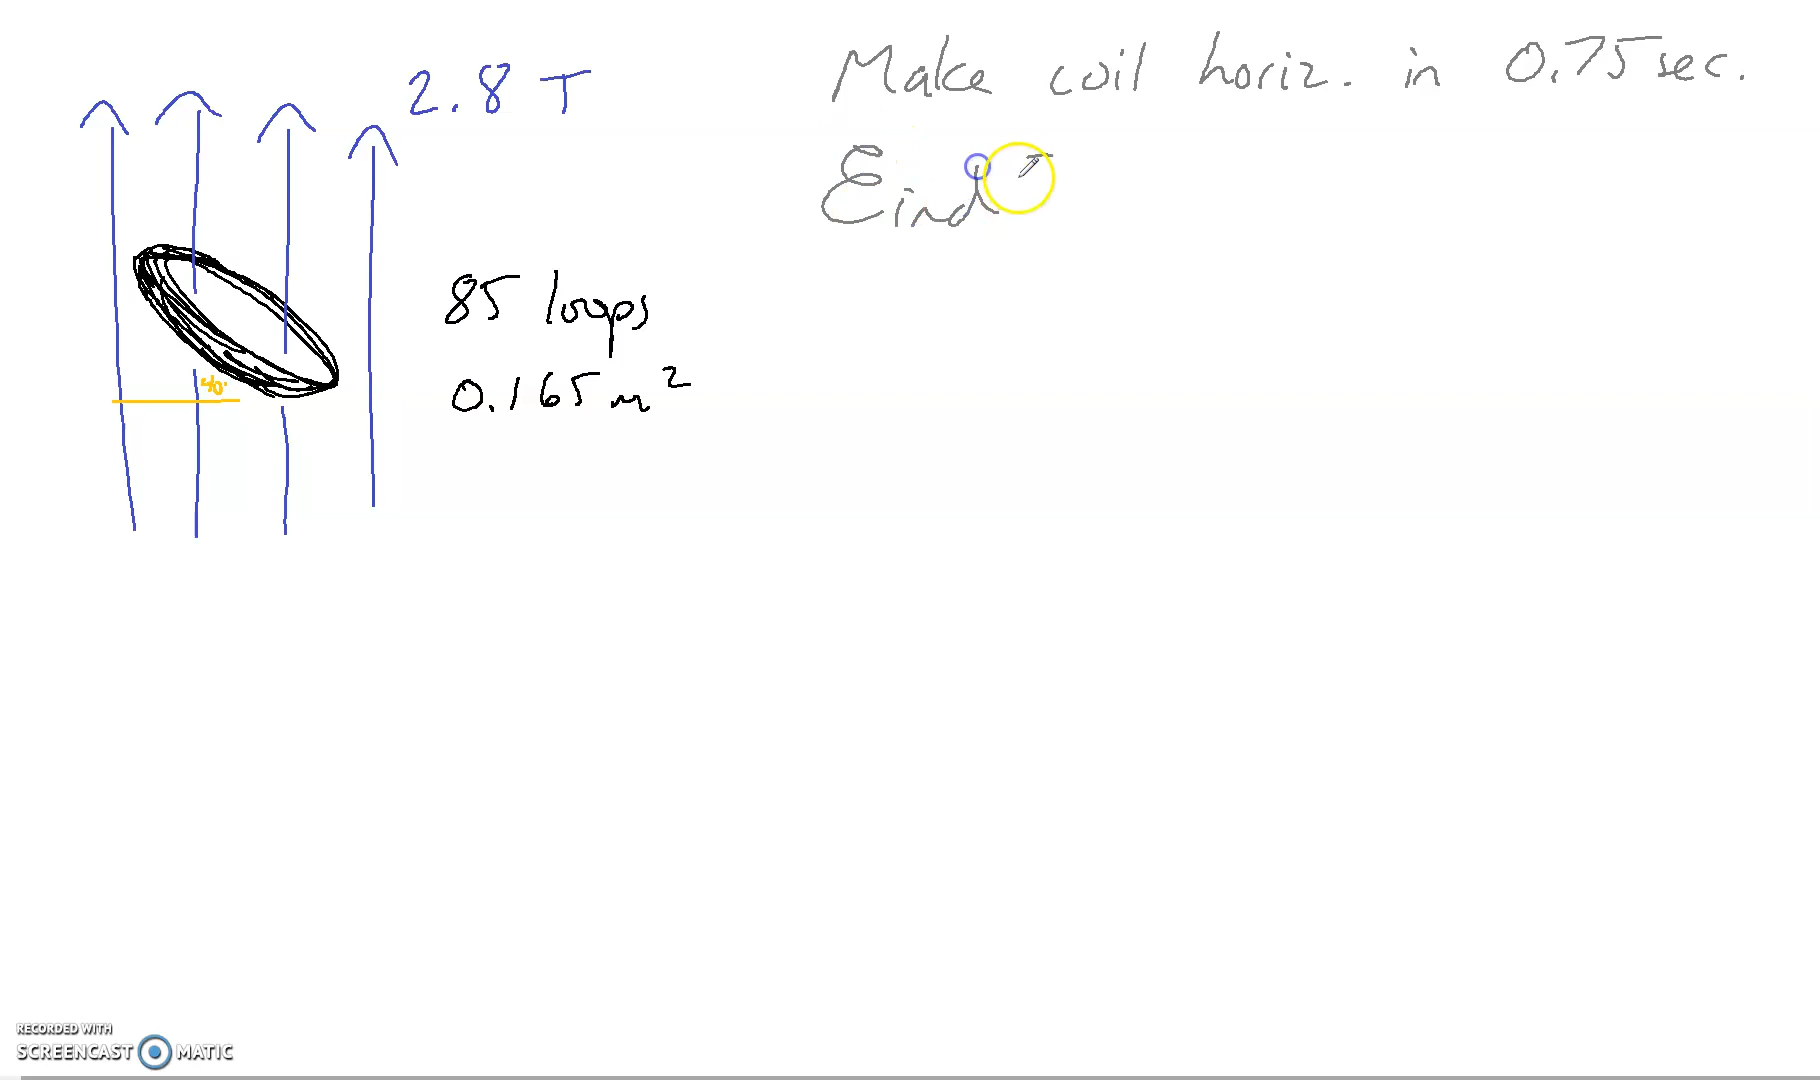 Make coil horiz. in 0.75 sec.
2.8 T
Eind =
85 loops
40°
0.165 m²
RECORDED WITH
SCREENCAST MATIC